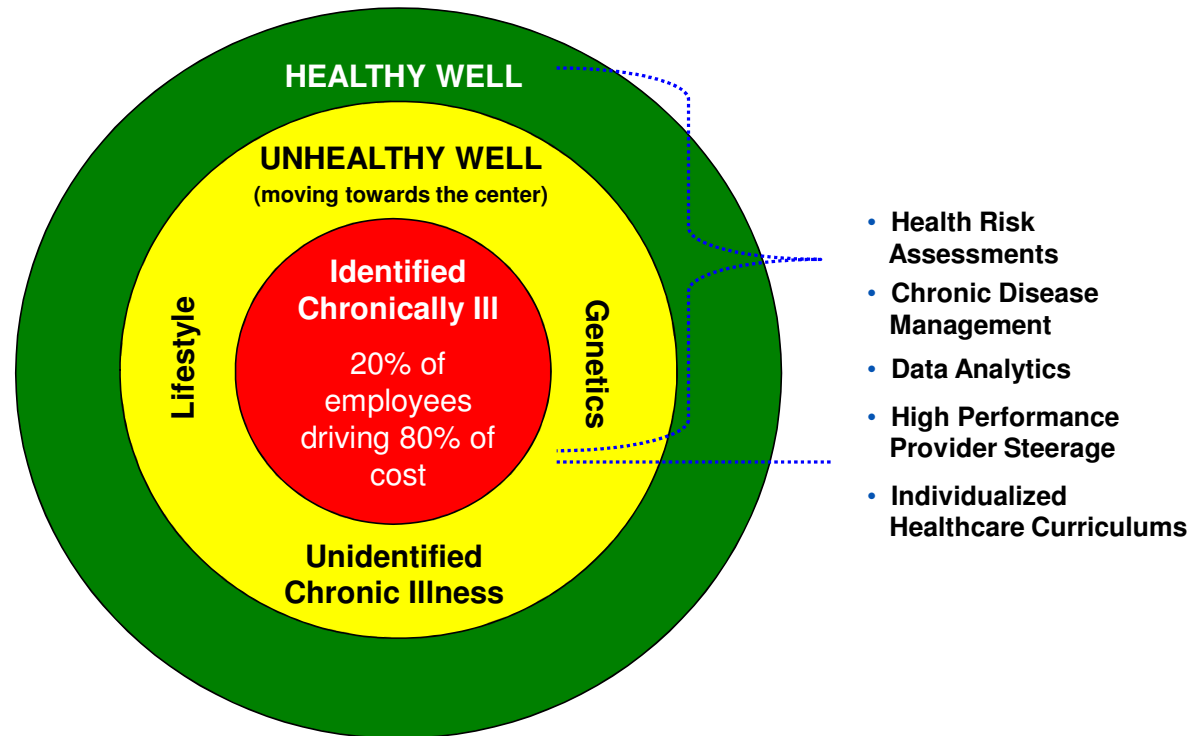 HEALTHY WELL
UNHEALTHY WELL
(moving towards the center)
Identified
Chronically Ill
20% of
employees
driving 80% of
cost
Lifestyle
Genetics
Unidentified
Chronic Illness
• Health Risk
Assessments
• Chronic Disease
Management
• Data Analytics
• High Performance
Provider Steerage
• Individualized
Healthcare Curriculums